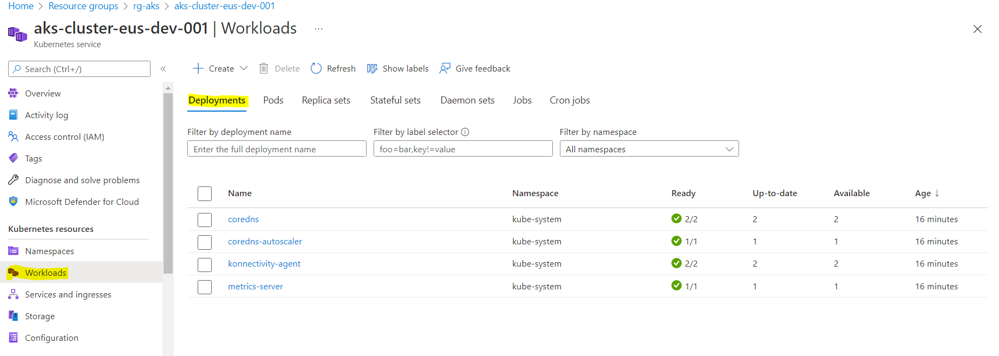 Home > Resource groups > rg-aks > aks-cluster-eus-dev-001
aks-cluster-eus-dev-001 | Workloads ...
Kubernetes service
Search (Ctrl+/)
«
Overview
Activity log
Access control (IAM)
Tags
Diagnose and solve problems
Microsoft Defender for Cloud
Kubernetes resources
Namespaces
Workloads
Services and ingresses
Storage
Configuration
Create Delete Refresh Show labels Give feedback
Deployments Pods Replica sets Stateful sets Daemon sets Jobs Cron jobs
Filter by deployment name Filter by label selector Filter by namespace
Enter the full deployment name foo=bar,key!=value All namespaces
Name Namespace Ready Up-to-date Available Age ↓
coredns kube-system 2/2 2 2 16 minutes
coredns-autoscaler kube-system 1/1 1 1 16 minutes
konnectivity-agent kube-system 2/2 2 2 16 minutes
metrics-server kube-system 1/1 1 1 16 minutes